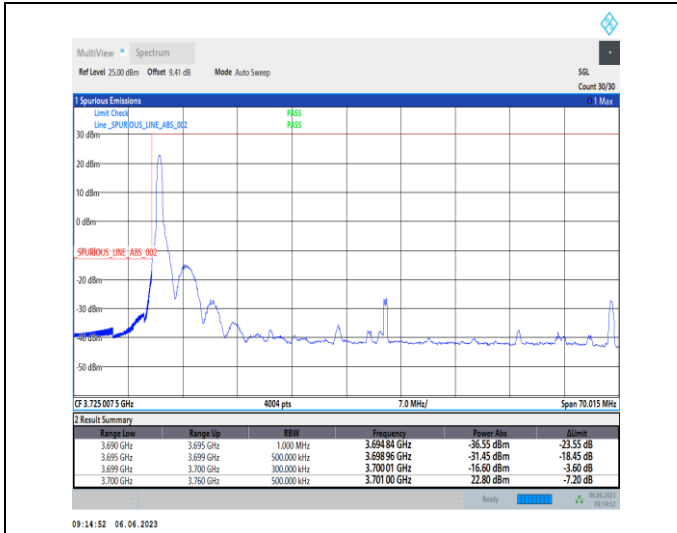 MultiView Spectrum
Ref Level 25.00 dBm Offset 9.41 dB Mode Auto Sweep SGL
Count 30/30
1 Spurious Emissions 1 Max
Limit Check PASS
Line _SPURIOUS_LINE_ABS_002 PASS
30 dBm
20 dBm
10 dBm
0 dBm
_SPURIOUS_LINE_ABS_002
-20 dBm
-30 dBm
-40 dBm
-50 dBm
CF 3.725 007 5 GHz 4004 pts 7.0 MHz/ Span 70.015 MHz
2 Result Summary
Range Low Range Up RBW Frequency Power Abs ΔLimit
3.690 GHz 3.695 GHz 1.000 MHz 3.694 84 GHz -36.55 dBm -23.55 dB
3.695 GHz 3.699 GHz 500.000 kHz 3.698 96 GHz -31.45 dBm -18.45 dB
3.699 GHz 3.700 GHz 300.000 kHz 3.700 01 GHz -16.60 dBm -3.60 dB
3.700 GHz 3.760 GHz 500.000 kHz 3.701 00 GHz 22.80 dBm -7.20 dB
Ready 06.06.2023
09:14:52
09:14:52 06.06.2023